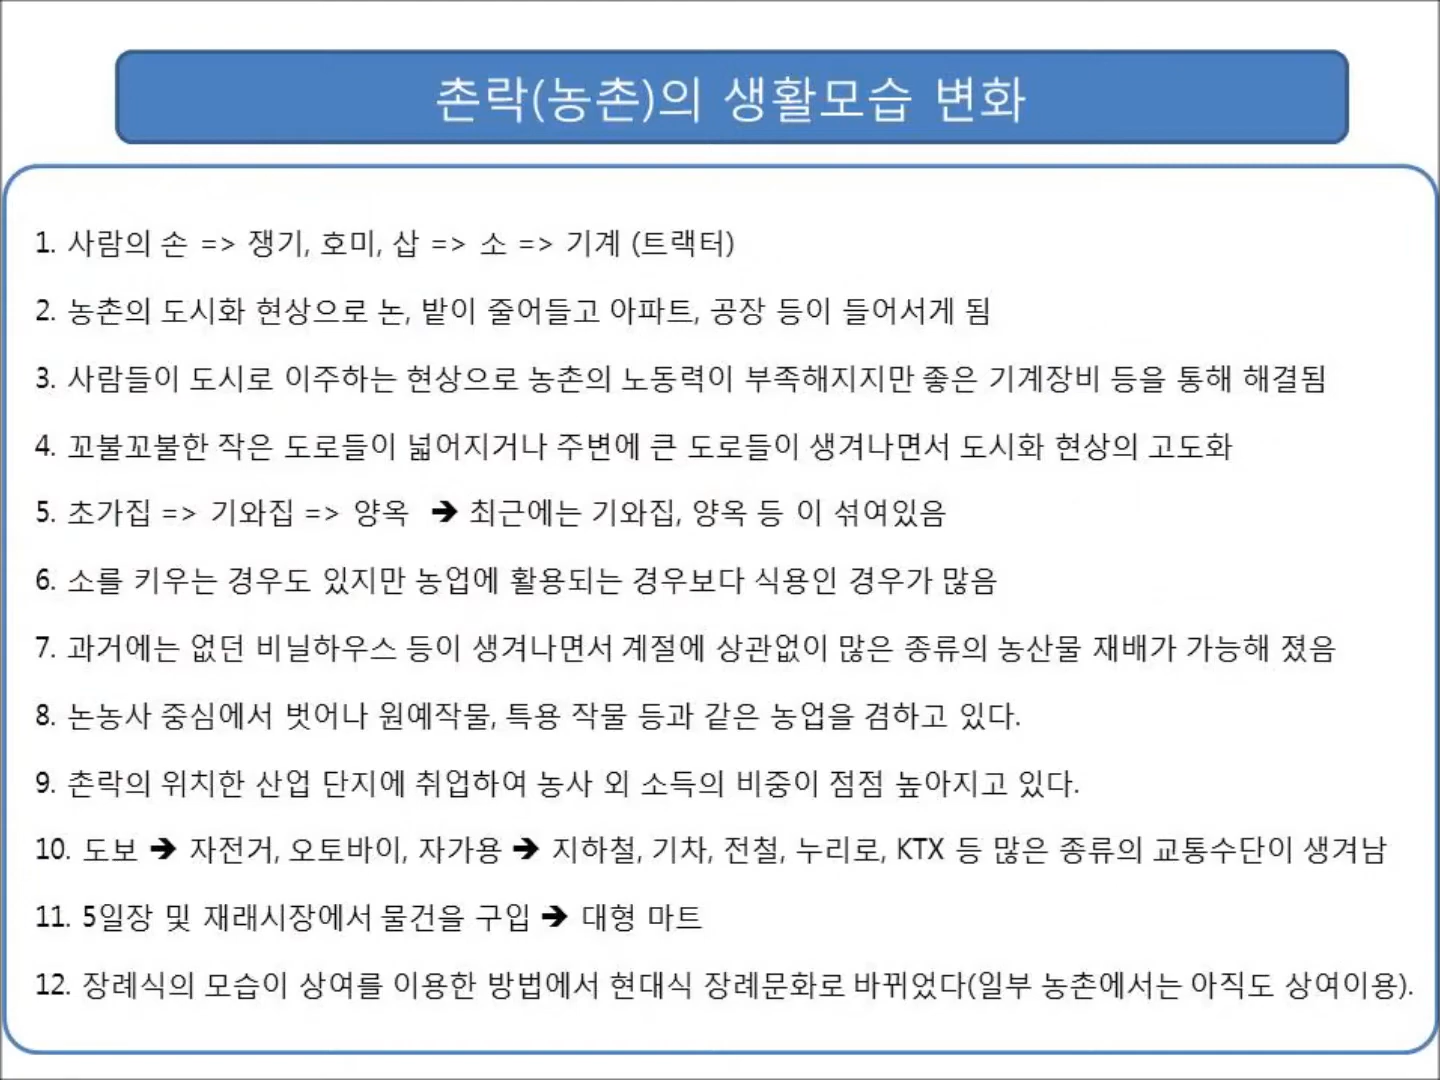 촌락(농촌)의 생활모습 변화
1. 사람의 손 => 쟁기, 호미, 삽 => 소 => 기계 (트랙터)
2. 농촌의 도시화 현상으로 논, 밭이 줄어들고 아파트, 공장 등이 들어서게 됨
3. 사람들이 도시로 이주하는 현상으로 농촌의 노동력이 부족해지지만 좋은 기계장비 등을 통해 해결됨
4. 꼬불꼬불한 작은 도로들이 넓어지거나 주변에 큰 도로들이 생겨나면서 도시화 현상의 고도화
5. 초가집 => 기와집 => 양옥 ➔ 최근에는 기와집, 양옥 등 이 섞여있음
6. 소를 키우는 경우도 있지만 농업에 활용되는 경우보다 식용인 경우가 많음
7. 과거에는 없던 비닐하우스 등이 생겨나면서 계절에 상관없이 많은 종류의 농산물 재배가 가능해 졌음
8. 논농사 중심에서 벗어나 원예작물, 특용 작물 등과 같은 농업을 겸하고 있다.
9. 촌락의 위치한 산업 단지에 취업하여 농사 외 소득의 비중이 점점 높아지고 있다.
10. 도보 ➔ 자전거, 오토바이, 자가용 ➔ 지하철, 기차, 전철, 누리로, KTX 등 많은 종류의 교통수단이 생겨남
11. 5일장 및 재래시장에서 물건을 구입 ➔ 대형 마트
12. 장례식의 모습이 상여를 이용한 방법에서 현대식 장례문화로 바뀌었다(일부 농촌에서는 아직도 상여이용).